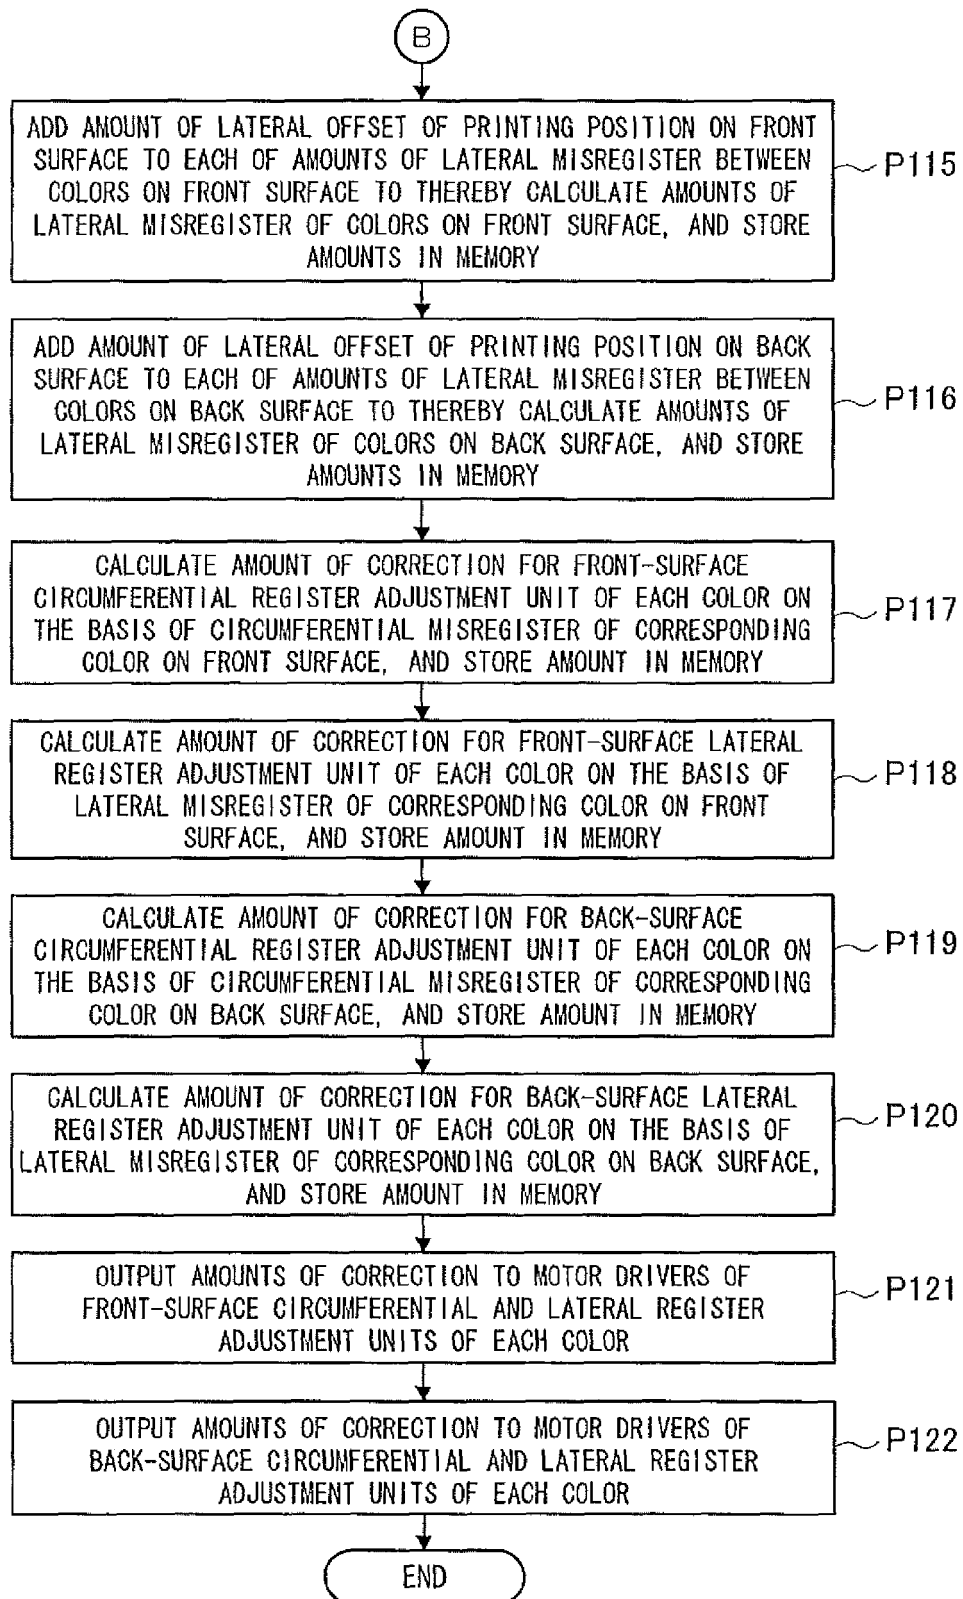 B
ADD AMOUNT OF LATERAL OFFSET OF PRINTING POSITION ON FRONT
SURFACE TO EACH OF AMOUNTS OF LATERAL MISREGISTER BETWEEN
COLORS ON FRONT SURFACE TO THEREBY CALCULATE AMOUNTS OF
LATERAL MISREGISTER OF COLORS ON FRONT SURFACE, AND STORE
AMOUNTS IN MEMORY
P115
ADD AMOUNT OF LATERAL OFFSET OF PRINTING POSITION ON BACK
SURFACE TO EACH OF AMOUNTS OF LATERAL MISREGISTER BETWEEN
COLORS ON BACK SURFACE TO THEREBY CALCULATE AMOUNTS OF
LATERAL MISREGISTER OF COLORS ON BACK SURFACE, AND STORE
AMOUNTS IN MEMORY
P116
CALCULATE AMOUNT OF CORRECTION FOR FRONT-SURFACE
CIRCUMFERENTIAL REGISTER ADJUSTMENT UNIT OF EACH COLOR ON
THE BASIS OF CIRCUMFERENTIAL MISREGISTER OF CORRESPONDING
COLOR ON FRONT SURFACE, AND STORE AMOUNT IN MEMORY
P117
CALCULATE AMOUNT OF CORRECTION FOR FRONT-SURFACE LATERAL
REGISTER ADJUSTMENT UNIT OF EACH COLOR ON THE BASIS OF
LATERAL MISREGISTER OF CORRESPONDING COLOR ON FRONT
SURFACE, AND STORE AMOUNT IN MEMORY
P118
CALCULATE AMOUNT OF CORRECTION FOR BACK-SURFACE
CIRCUMFERENTIAL REGISTER ADJUSTMENT UNIT OF EACH COLOR ON
THE BASIS OF CIRCUMFERENTIAL MISREGISTER OF CORRESPONDING
COLOR ON BACK SURFACE, AND STORE AMOUNT IN MEMORY
P119
CALCULATE AMOUNT OF CORRECTION FOR BACK-SURFACE LATERAL
REGISTER ADJUSTMENT UNIT OF EACH COLOR ON THE BASIS OF
LATERAL MISREGISTER OF CORRESPONDING COLOR ON BACK SURFACE,
AND STORE AMOUNT IN MEMORY
P120
OUTPUT AMOUNTS OF CORRECTION TO MOTOR DRIVERS OF
FRONT-SURFACE CIRCUMFERENTIAL AND LATERAL REGISTER
ADJUSTMENT UNITS OF EACH COLOR
P121
OUTPUT AMOUNTS OF CORRECTION TO MOTOR DRIVERS OF
BACK-SURFACE CIRCUMFERENTIAL AND LATERAL REGISTER
ADJUSTMENT UNITS OF EACH COLOR
P122
END